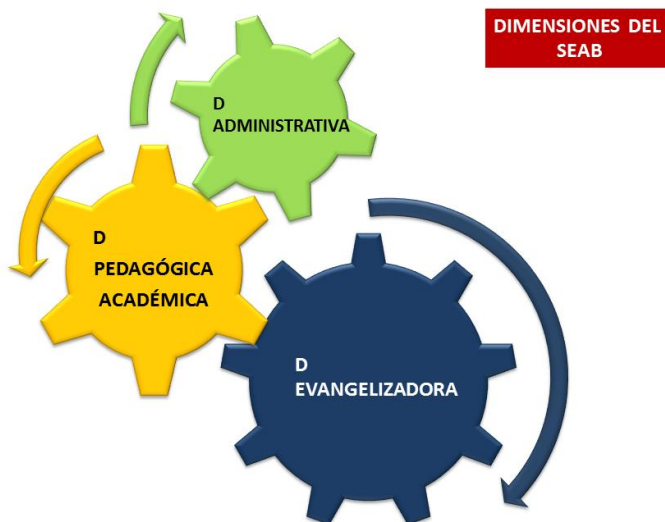 DIMENSIONES DEL
SEAB
D
ADMINISTRATIVA
D
PEDAGÓGICA
ACADÉMICA
D
EVANGELIZADORA